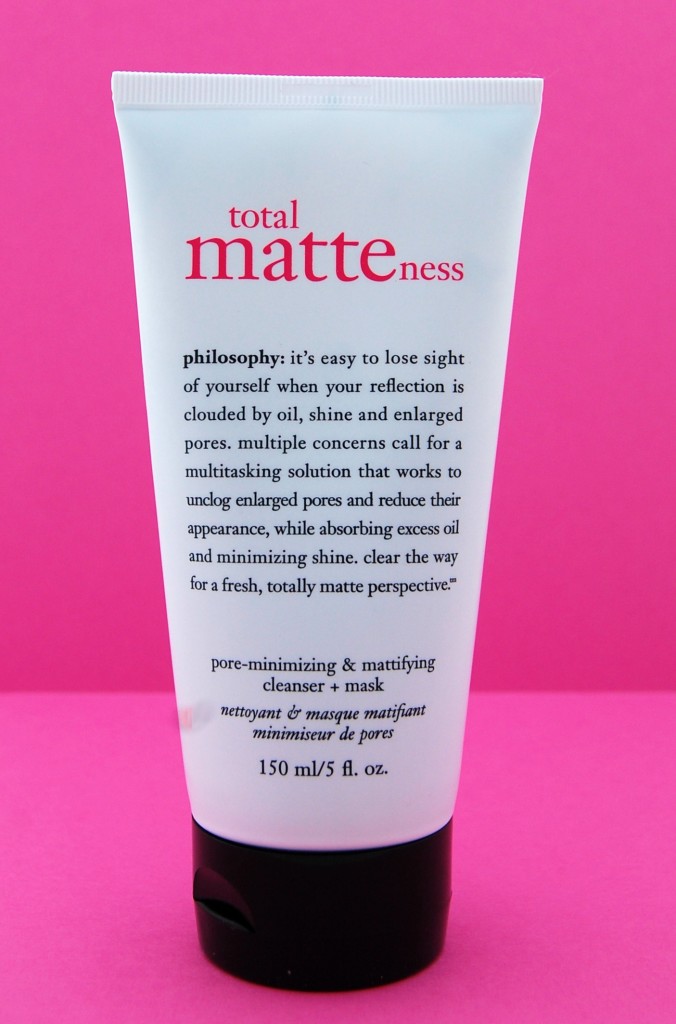 total
matteness
philosophy: it's easy to lose sight
of yourself when your reflection is
clouded by oil, shine and enlarged
pores. multiple concerns call for a
multitasking solution that works to
unclog enlarged pores and reduce their
appearance, while absorbing excess oil
and minimizing shine. clear the way
for a fresh, totally matte perspective.℠
pore-minimizing & mattifying
cleanser + mask
nettoyant & masque matifiant
minimiseur de pores
150 ml/5 fl. oz.